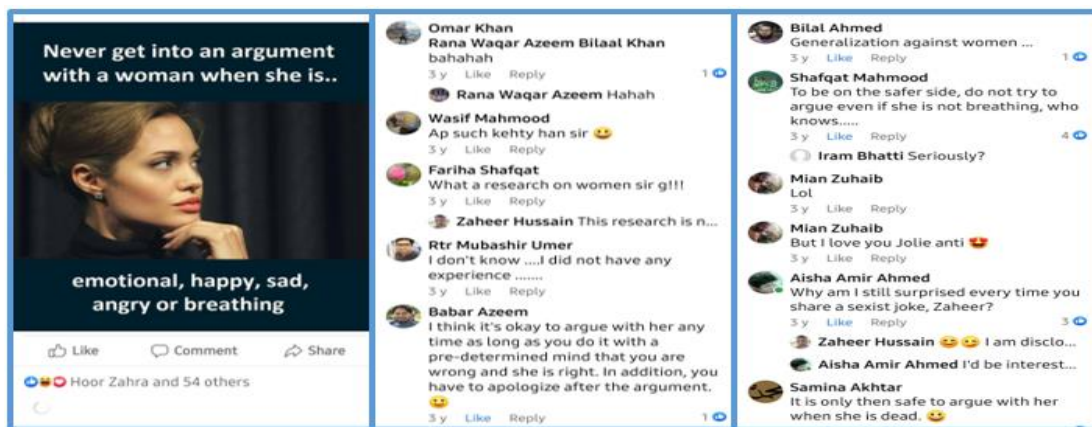 Never get into an argument
with a woman when she is..
emotional, happy, sad,
angry or breathing
Like Comment Share
Hoor Zahra and 54 others
Omar Khan
Rana Waqar Azeem Bilaal Khan
bahahah
3 y Like Reply 1
Rana Waqar Azeem Hahah
Wasif Mahmood
Ap such kehty han sir 😀
3 y Like Reply
Fariha Shafqat
What a research on women sir g!!!
3 y Like Reply
Zaheer Hussain This research is n...
Rtr Mubashir Umer
I don't know ....I did not have any
experience .......
3 y Like Reply
Babar Azeem
I think it's okay to argue with her any
time as long as you do it with a
pre-determined mind that you are
wrong and she is right. In addition, you
have to apologize after the argument.
😀
3 y Like Reply 1
Bilal Ahmed
Generalization against women ...
3 y Like Reply 1
Shafqat Mahmood
To be on the safer side, do not try to
argue even if she is not breathing, who
knows.....
3 y Like Reply 4
Iram Bhatti Seriously?
Mian Zuhaib
Lol
3 y Like Reply
Mian Zuhaib
But I love you Jolie anti 🤩
3 y Like Reply
Aisha Amir Ahmed
Why am I still surprised every time you
share a sexist joke, Zaheer?
3 y Like Reply 3
Zaheer Hussain 😄😄 I am disclo...
Aisha Amir Ahmed I'd be interest...
Samina Akhtar
It is only then safe to argue with her
when she is dead. 😀